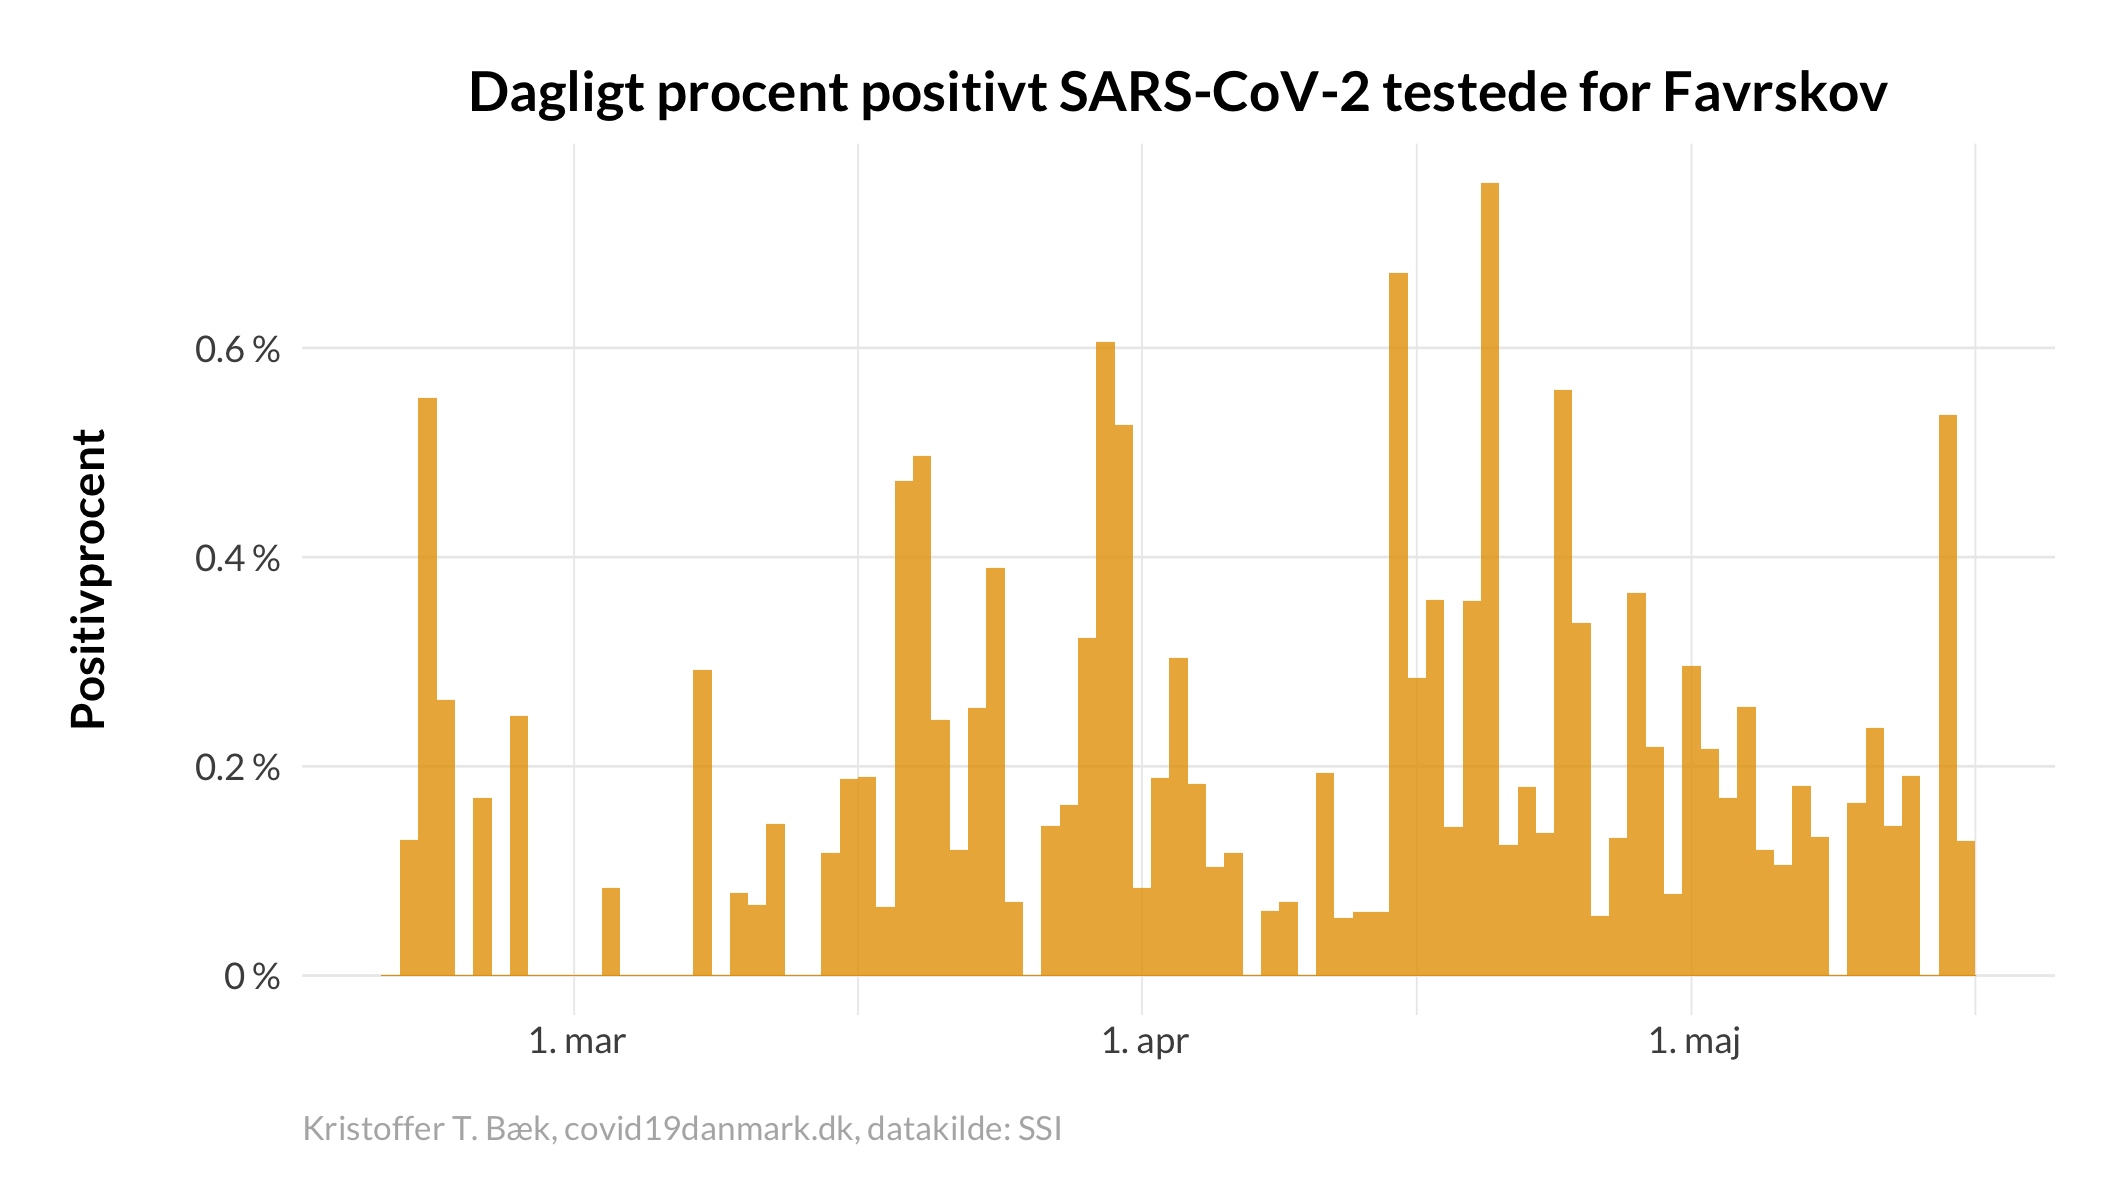 Dagligt procent positivt SARS-CoV-2 testede for Favrskov
Positivprocent
0.6 %
0.4 %
0.2 %
0 %
1. mar
1. apr
1. maj
Kristoffer T. Bæk, covid19danmark.dk, datakilde: SSI